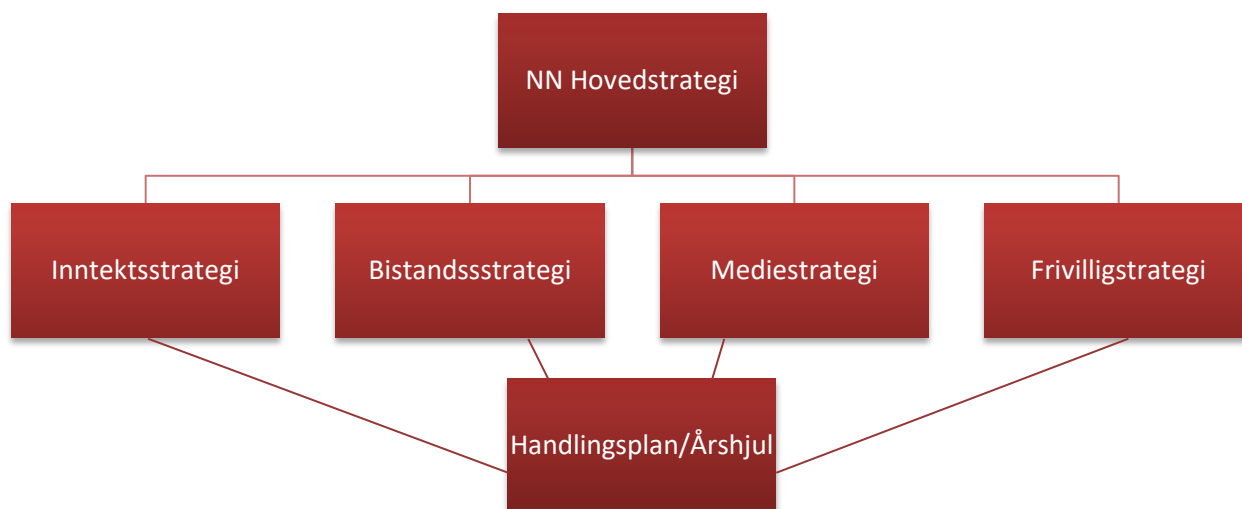 NN Hovedstrategi
Inntektsstrategi
Bistandssstrategi
Mediestrategi
Frivilligstrategi
Handlingsplan/Årshjul